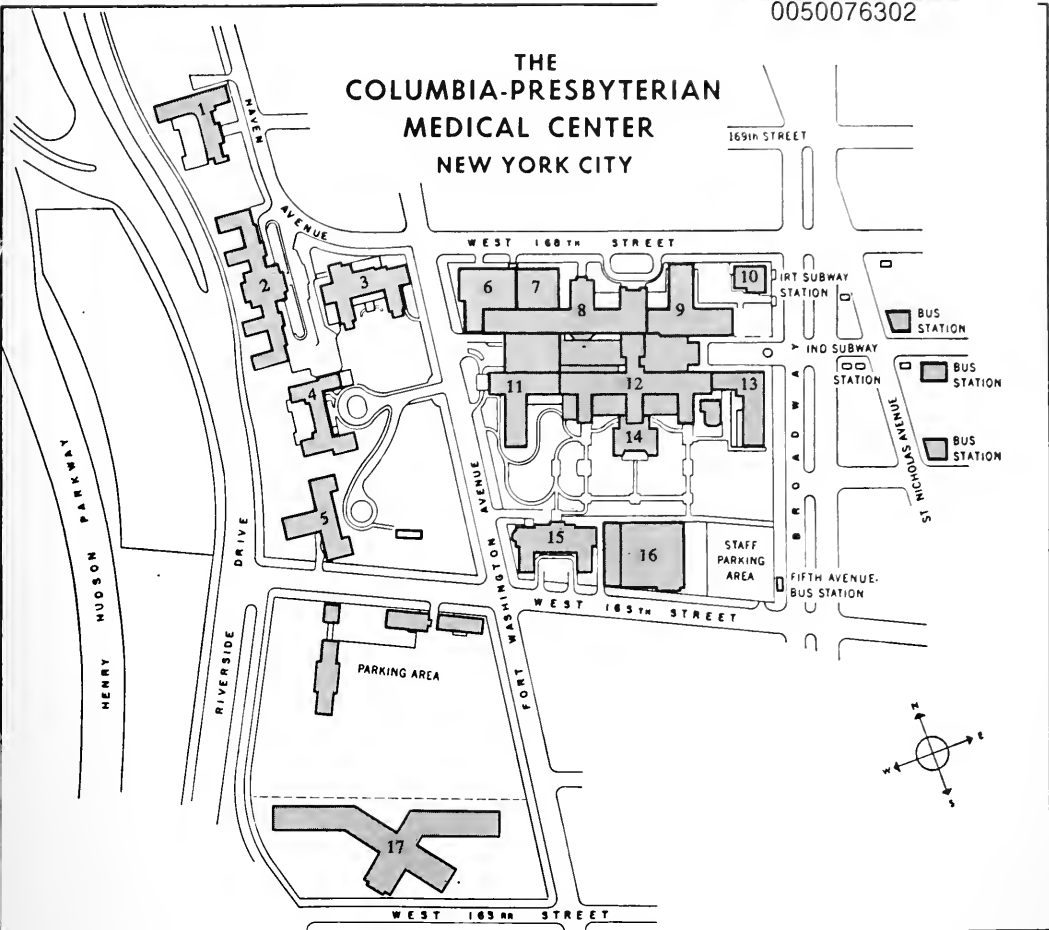 0050076302
THE
COLUMBIA-PRESBYTERIAN
MEDICAL CENTER
NEW YORK CITY
169th STREET
HAVEN
AVENUE
WEST 168TH STREET
1
2
3
4
5
6
7
8
9
10
11
12
13
14
15
16
17
IRT SUBWAY
STATION
IND SUBWAY
STATION
BUS
STATION
BUS
STATION
BUS
STATION
BROADWAY
ST NICHOLAS AVENUE
STAFF
PARKING
AREA
FIFTH AVENUE-
BUS STATION
WEST 165TH STREET
FORT WASHINGTON AVENUE
HENRY HUDSON PARKWAY
RIVERSIDE DRIVE
PARKING AREA
N
E
W
S
WEST 163RD STREET